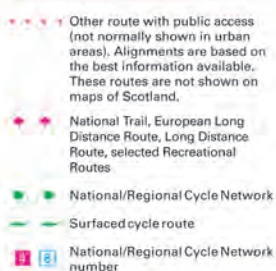 Other route with public access
(not normally shown in urban
areas). Alignments are based on
the best information available.
These routes are not shown on
maps of Scotland.
National Trail, European Long
Distance Route, Long Distance
Route, selected Recreational
Routes
National/Regional Cycle Network
Surfaced cycle route
National/Regional Cycle Network
number